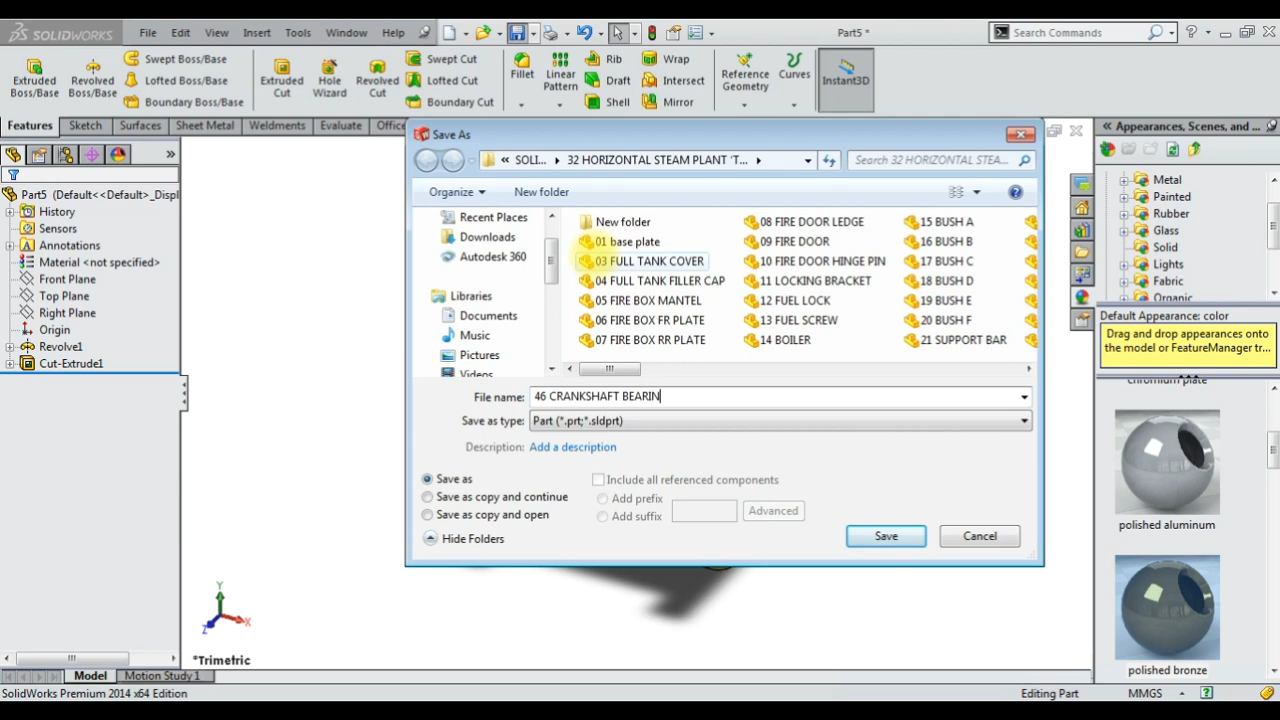 SOLIDWORKS File Edit View Insert Tools Window Help Part5 * Search Commands
Extruded Boss/Base
Revolved Boss/Base
Swept Boss/Base
Lofted Boss/Base
Boundary Boss/Base
Extruded Cut
Hole Wizard
Revolved Cut
Swept Cut
Lofted Cut
Boundary Cut
Fillet
Linear Pattern
Rib
Draft
Shell
Wrap
Intersect
Mirror
Reference Geometry
Curves
Instant3D
Features Sketch Surfaces Sheet Metal Weldments Evaluate Office
Part5 (Default<<Default>_Displ
History
Sensors
Annotations
Material <not specified>
Front Plane
Top Plane
Right Plane
Origin
Revolve1
Cut-Extrude1
Save As
« SOLI... 32 HORIZONTAL STEAM PLANT 'T... Search 32 HORIZONTAL STEA...
Organize New folder
Recent Places
Downloads
Autodesk 360
Libraries
Documents
Music
Pictures
Videos
New folder
01 base plate
03 FULL TANK COVER
04 FULL TANK FILLER CAP
05 FIRE BOX MANTEL
06 FIRE BOX FR PLATE
07 FIRE BOX RR PLATE
08 FIRE DOOR LEDGE
09 FIRE DOOR
10 FIRE DOOR HINGE PIN
11 LOCKING BRACKET
12 FUEL LOCK
13 FUEL SCREW
14 BOILER
15 BUSH A
16 BUSH B
17 BUSH C
18 BUSH D
19 BUSH E
20 BUSH F
21 SUPPORT BAR
File name: 46 CRANKSHAFT BEARIN
Save as type: Part (*.prt;*.sldprt)
Description: Add a description
Save as
Save as copy and continue
Save as copy and open
Include all referenced components
Add prefix
Add suffix
Advanced
Hide Folders
Save Cancel
Appearances, Scenes, and ...
Metal
Painted
Rubber
Glass
Solid
Lights
Fabric
Organic
Default Appearance: color
Drag and drop appearances onto
the model or FeatureManager tr...
chromium plate
polished aluminum
polished bronze
Y
X
Z
*Trimetric
Model Motion Study 1
SolidWorks Premium 2014 x64 Edition Editing Part MMGS